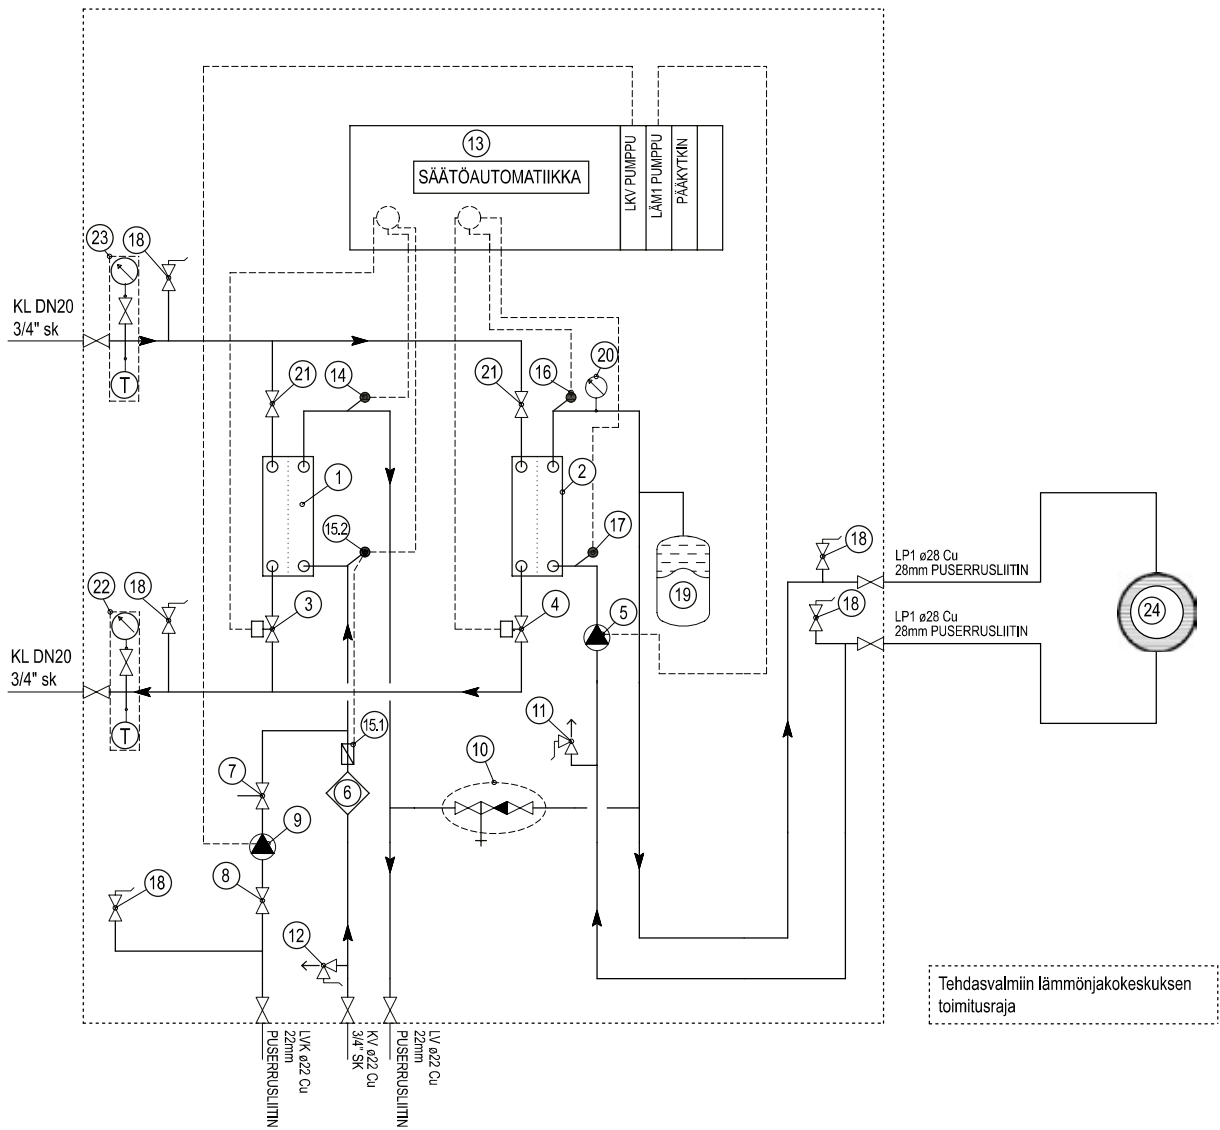 13
SÄÄTÖAUTOMATIIKKA
LKV PUMPPU
LÄM1 PUMPPU
PÄÄKYTKIN
23
18
KL DN20
3/4" sk
T
21
14
21
16
20
1
2
15.2
17
19
22
18
3
4
5
KL DN20
3/4" sk
T
18
LP1 ø28 Cu
28mm PUSERRUSLIITIN
18
LP1 ø28 Cu
28mm PUSERRUSLIITIN
24
11
15.1
10
7
6
9
8
18
12
Tehdasvalmiin lämmönjakokeskuksen
toimitusraja
LVK ø22 Cu
22mm
PUSERRUSLIITIN
KV ø22 Cu
3/4" SK
LV ø22 Cu
22mm
PUSERRUSLIITIN